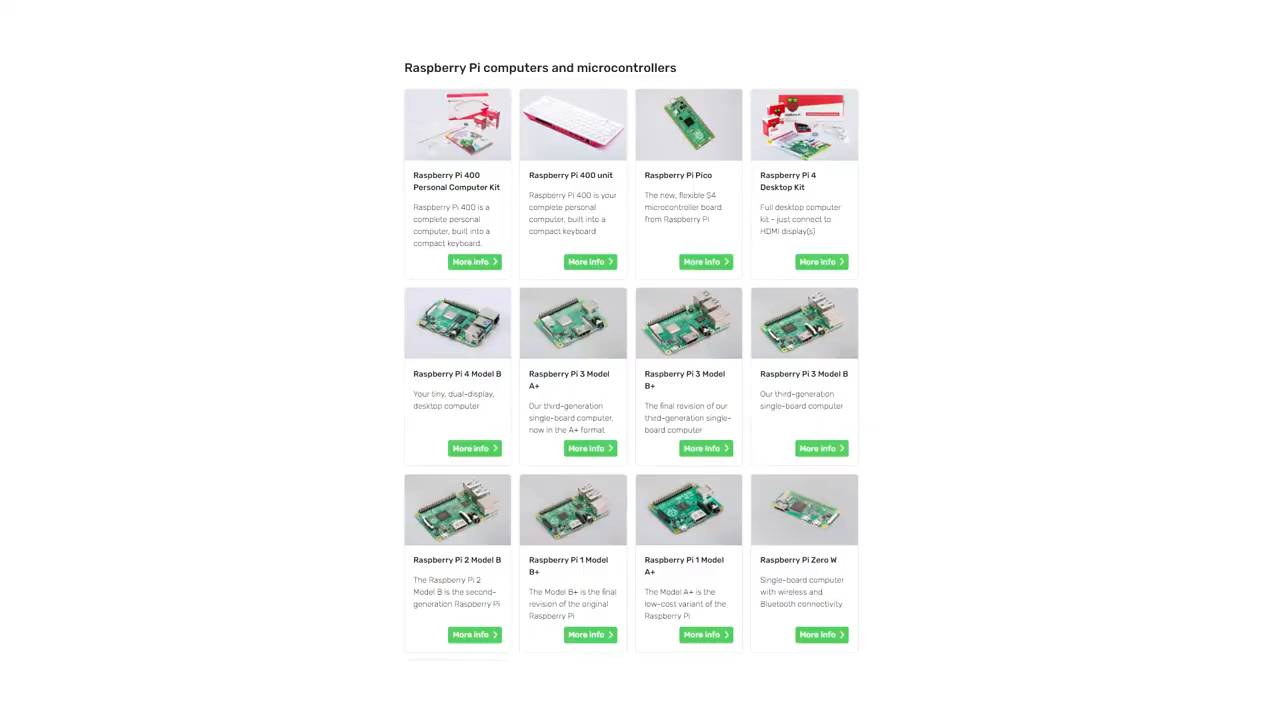 Raspberry Pi computers and microcontrollers
Raspberry Pi 400
Personal Computer Kit
Raspberry Pi 400 is a
complete personal
computer, built into a
compact keyboard.
More info
Raspberry Pi 400 unit
Raspberry Pi 400 is your
complete personal
computer, built into a
compact keyboard
More info
Raspberry Pi Pico
The new, flexible $4
microcontroller board
from Raspberry Pi
More info
Raspberry Pi 4
Desktop Kit
Full desktop computer
kit - just connect to
HDMI display(s)
More info
Raspberry Pi 4 Model B
Your tiny, dual-display,
desktop computer
More info
Raspberry Pi 3 Model
A+
Our third-generation
single-board computer,
now in the A+ format
More info
Raspberry Pi 3 Model
B+
The final revision of our
third-generation single-
board computer
More info
Raspberry Pi 3 Model B
Our third-generation
single-board computer
More info
Raspberry Pi 2 Model B
The Raspberry Pi 2
Model B is the second-
generation Raspberry Pi
More info
Raspberry Pi 1 Model
B+
The Model B+ is the final
revision of the original
Raspberry Pi
More info
Raspberry Pi 1 Model
A+
The Model A+ is the
low-cost variant of the
Raspberry Pi
More info
Raspberry Pi Zero W
Single-board computer
with wireless and
Bluetooth connectivity
More info